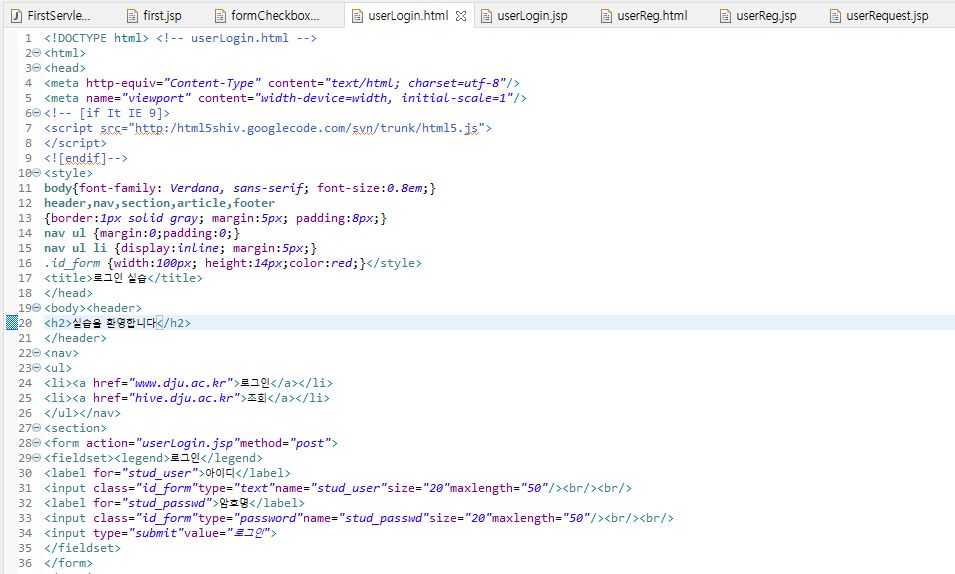 FirstServle... first.jsp formCheckbox... userLogin.html userLogin.jsp userReg.html userReg.jsp userRequest.jsp
1 <!DOCTYPE html> <!-- userLogin.html -->
2 <html>
3 <head>
4 <meta http-equiv="Content-Type" content="text/html; charset=utf-8"/>
5 <meta name="viewport" content="width-device=width, initial-scale=1"/>
6 <!-- [if It IE 9]>
7 <script src="http:/html5shiv.googlecode.com/svn/trunk/html5.js">
8 </script>
9 <![endif]-->
10 <style>
11 body{font-family: Verdana, sans-serif; font-size:0.8em;}
12 header,nav,section,article,footer
13 {border:1px solid gray; margin:5px; padding:8px;}
14 nav ul {margin:0;padding:0;}
15 nav ul li {display:inline; margin:5px;}
16 .id_form {width:100px; height:14px;color:red;}</style>
17 <title>로그인 실습</title>
18 </head>
19 <body><header>
20 <h2>실습을 환영합니다</h2>
21 </header>
22 <nav>
23 <ul>
24 <li><a href="www.dju.ac.kr">로그인</a></li>
25 <li><a href="hive.dju.ac.kr">조회</a></li>
26 </ul></nav>
27 <section>
28 <form action="userLogin.jsp"method="post">
29 <fieldset><legend>로그인</legend>
30 <label for="stud_user">아이디</label>
31 <input class="id_form"type="text"name="stud_user"size="20"maxlength="50"/><br/><br/>
32 <label for="stud_passwd">암호명</label>
33 <input class="id_form"type="password"name="stud_passwd"size="20"maxlength="50"/><br/><br/>
34 <input type="submit"value="로그인">
35 </fieldset>
36 </form>